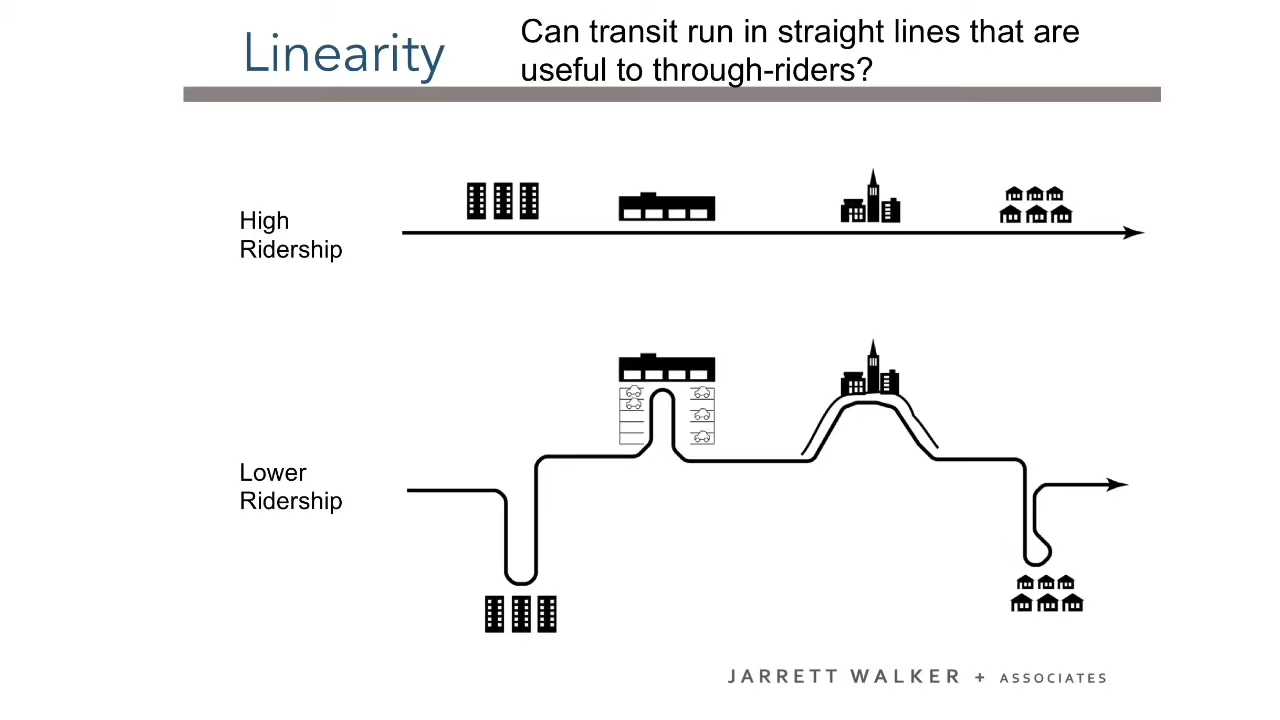 Linearity
Can transit run in straight lines that are
useful to through-riders?
High
Ridership
Lower
Ridership
JARRETT WALKER + ASSOCIATES